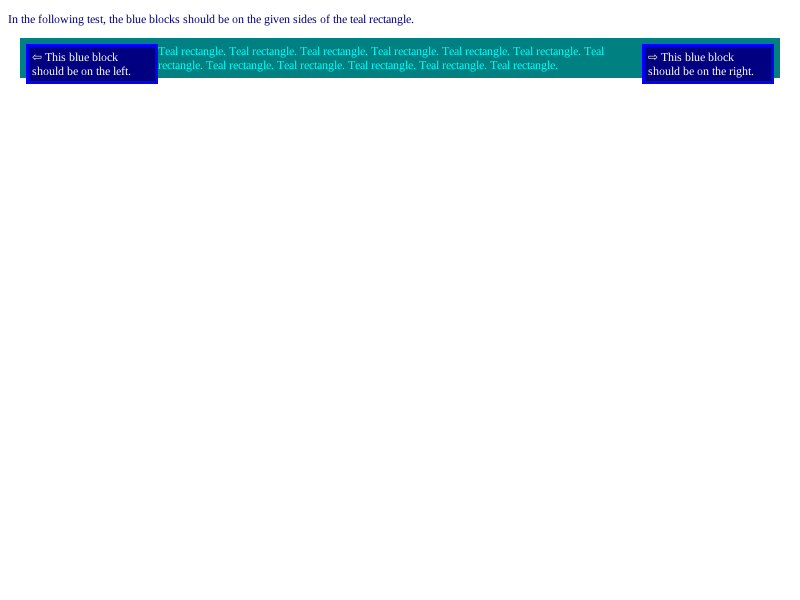 In the following test, the blue blocks should be on the given sides of the teal rectangle.
⇦ This blue block
should be on the left.
Teal rectangle. Teal rectangle. Teal rectangle. Teal rectangle. Teal rectangle. Teal rectangle. Teal
rectangle. Teal rectangle. Teal rectangle. Teal rectangle. Teal rectangle. Teal rectangle.
⇨ This blue block
should be on the right.